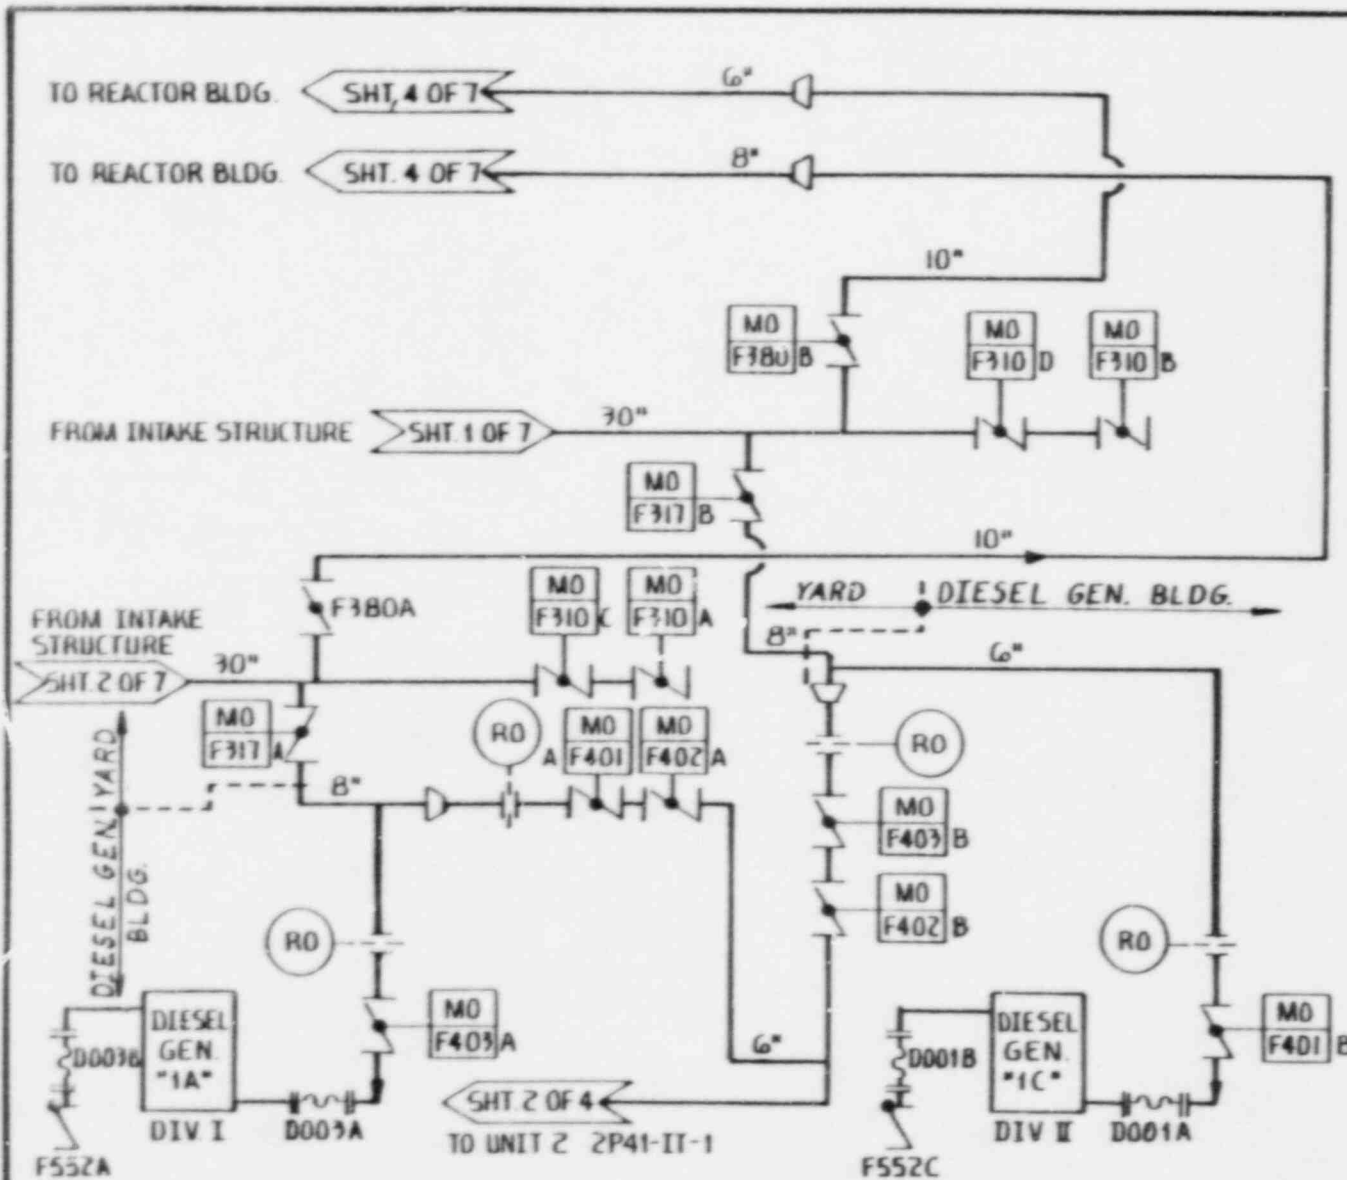 TO REACTOR BLDG. SHT. 4 OF 7 6"
TO REACTOR BLDG. SHT. 4 OF 7 8"
10"
MO
F380 B
MO
F310 D
MO
F310 B
FROM INTAKE STRUCTURE SHT. 1 OF 7 30"
MO
F317 B
10"
F380A
MO
F310 C
MO
F310 A
YARD DIESEL GEN. BLDG.
FROM INTAKE
STRUCTURE
SHT. 2 OF 7 30"
8" 6"
MO
F317 A
RO
MO
A F401
MO
F402 A
RO
8"
YARD
DIESEL GEN.
BLDG.
MO
F403 B
MO
F402 B
RO
RO
MO
F403 A
MO
F401 B
D003B
DIESEL
GEN.
"1A"
DIV. I
D003A
F552A
6"
SHT. 2 OF 4
TO UNIT 2 2P41-IT-1
D001B
DIESEL
GEN.
"1C"
DIV II
D001A
F552C